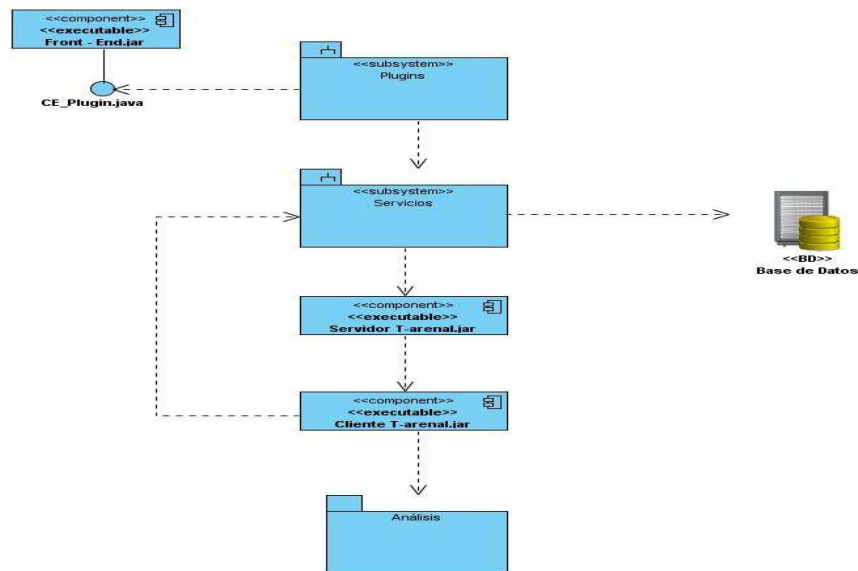 <<component>>
<<executable>>
Front - End.jar
CE_Plugin.java
<<subsystem>>
Plugins
<<subsystem>>
Servicios
<<BD>>
Base de Datos
<<component>>
<<executable>>
Servidor T-arenal.jar
<<component>>
<<executable>>
Cliente T-arenal.jar
Análisis